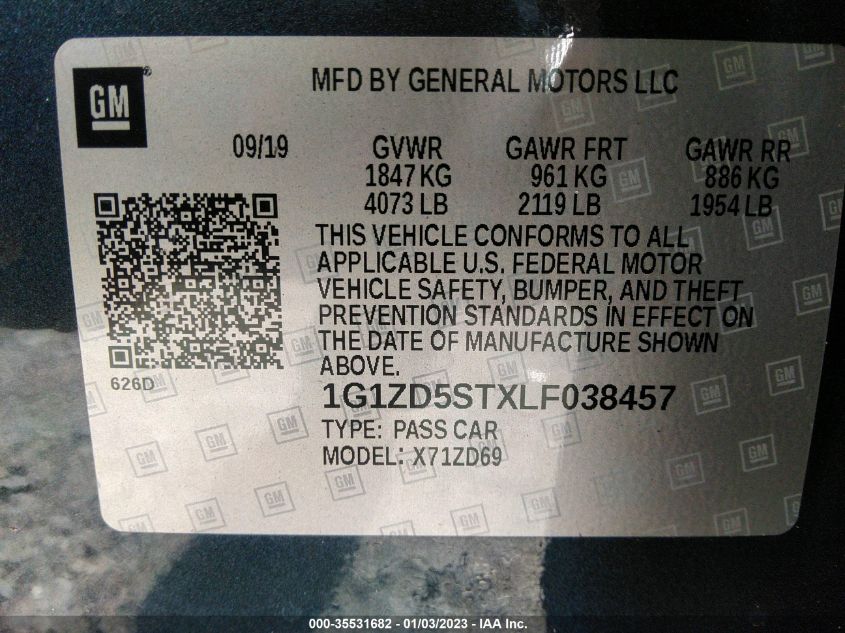 GM
MFD BY GENERAL MOTORS LLC
09/19 GVWR GAWR FRT GAWR RR
1847 KG 961 KG 886 KG
4073 LB 2119 LB 1954 LB
THIS VEHICLE CONFORMS TO ALL
APPLICABLE U.S. FEDERAL MOTOR
VEHICLE SAFETY, BUMPER, AND THEFT
PREVENTION STANDARDS IN EFFECT ON
THE DATE OF MANUFACTURE SHOWN
ABOVE.
626D
1G1ZD5STXLF038457
TYPE: PASS CAR
MODEL: X71ZD69
000-35531682 - 01/03/2023 - IAA Inc.